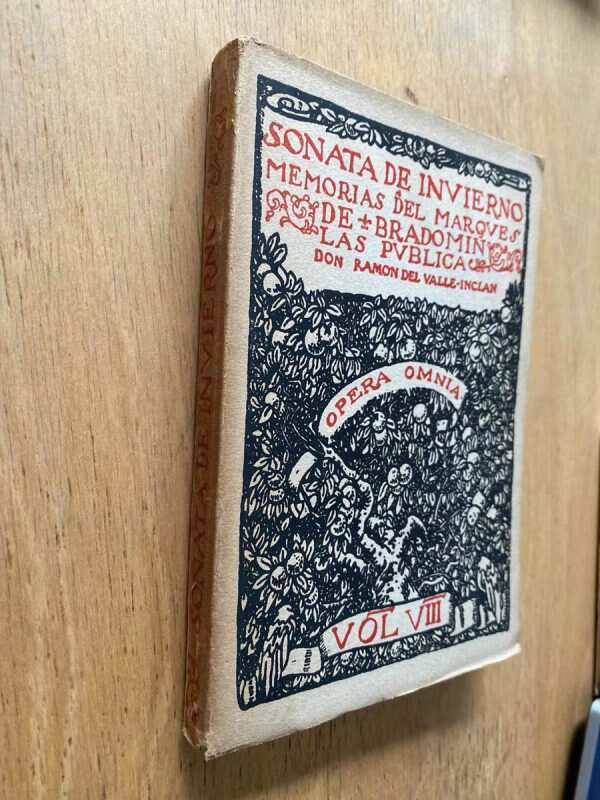 SONATA DE INVIERNO
MEMORIAS DEL MARQVES
DE BRADOMIN
LAS PVBLICA
DON RAMON DEL VALLE-INCLAN
OPERA OMNIA
VOL VIII
SONATA DE INVIERNO